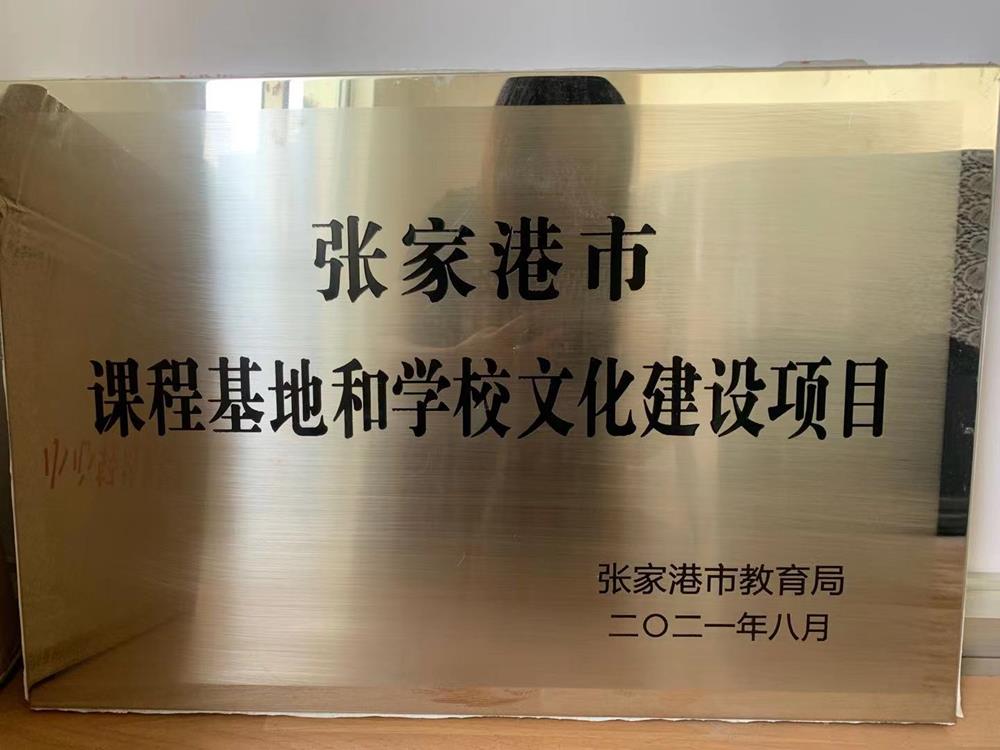 张家港市
课程基地和学校文化建设项目
张家港市教育局
二〇二一年八月